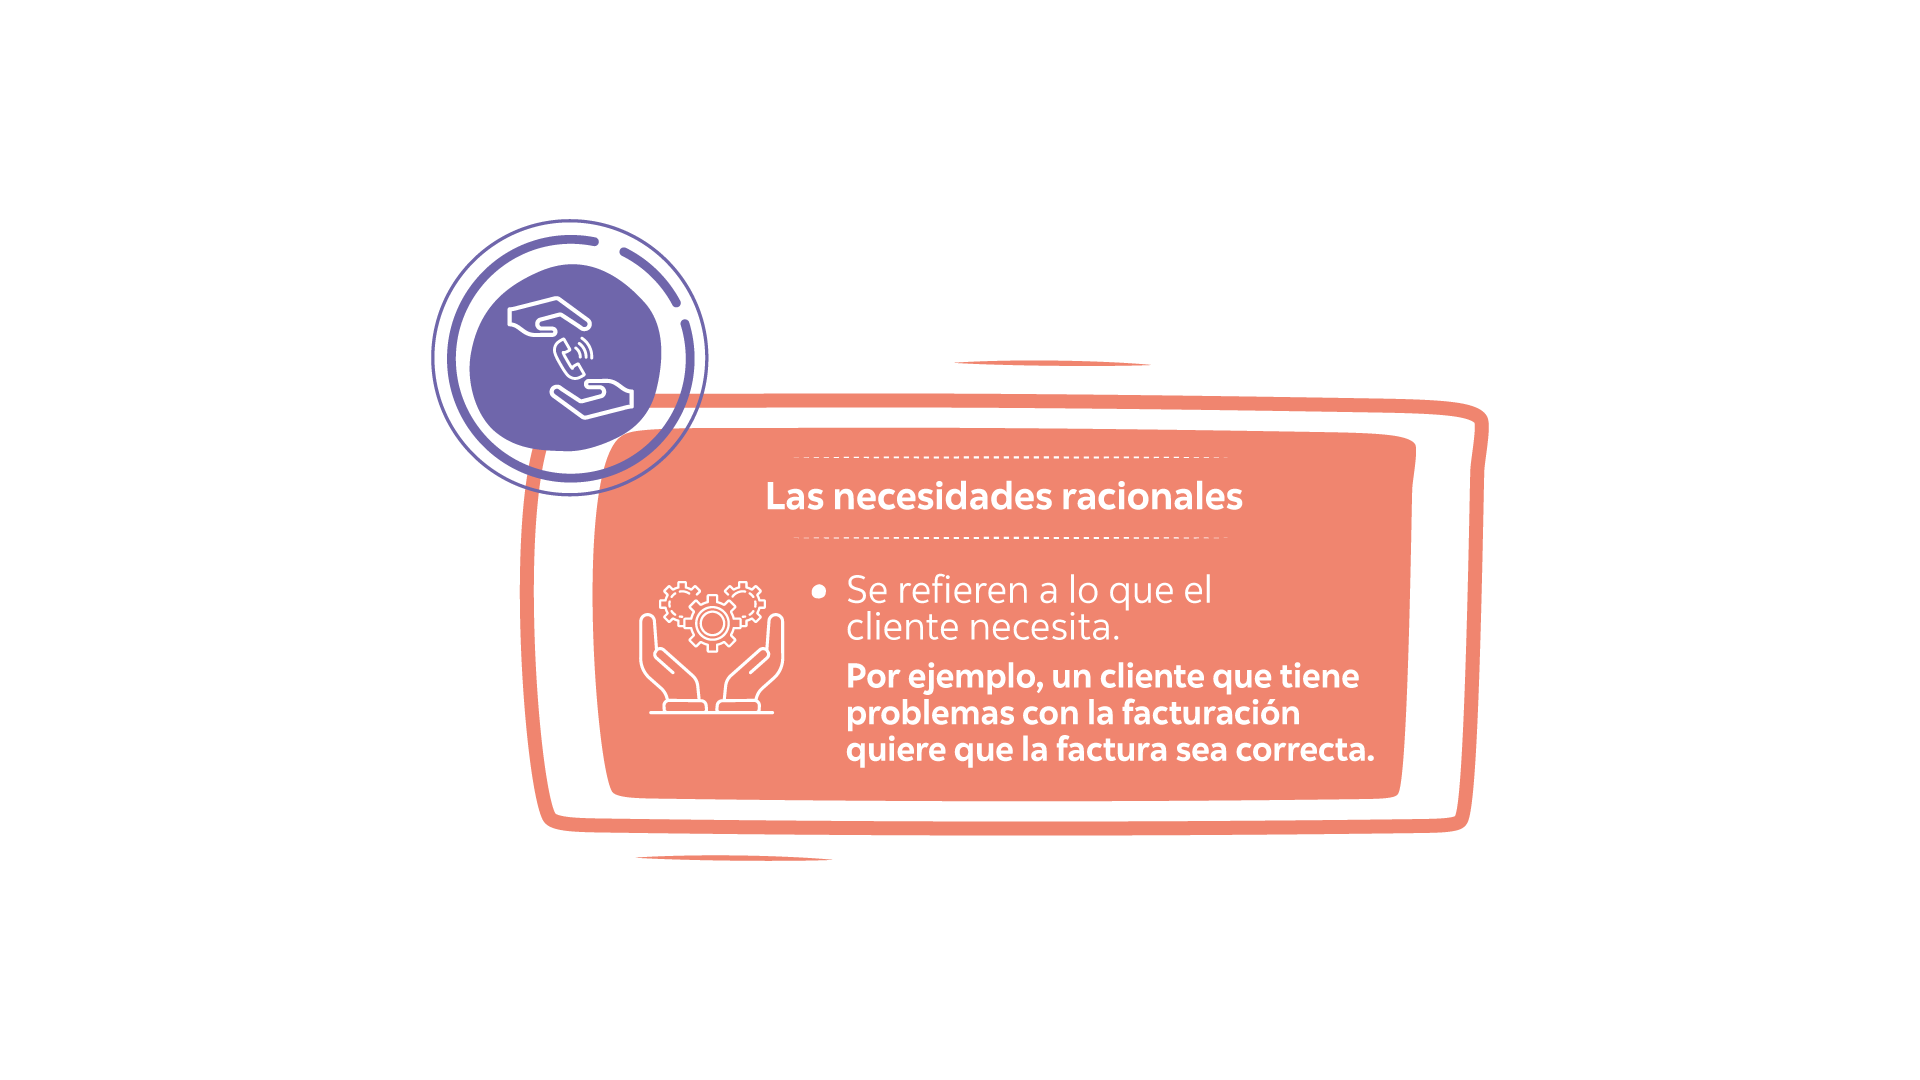 Las necesidades racionales
• Se refieren a lo que el
cliente necesita.
Por ejemplo, un cliente que tiene
problemas con la facturación
quiere que la factura sea correcta.